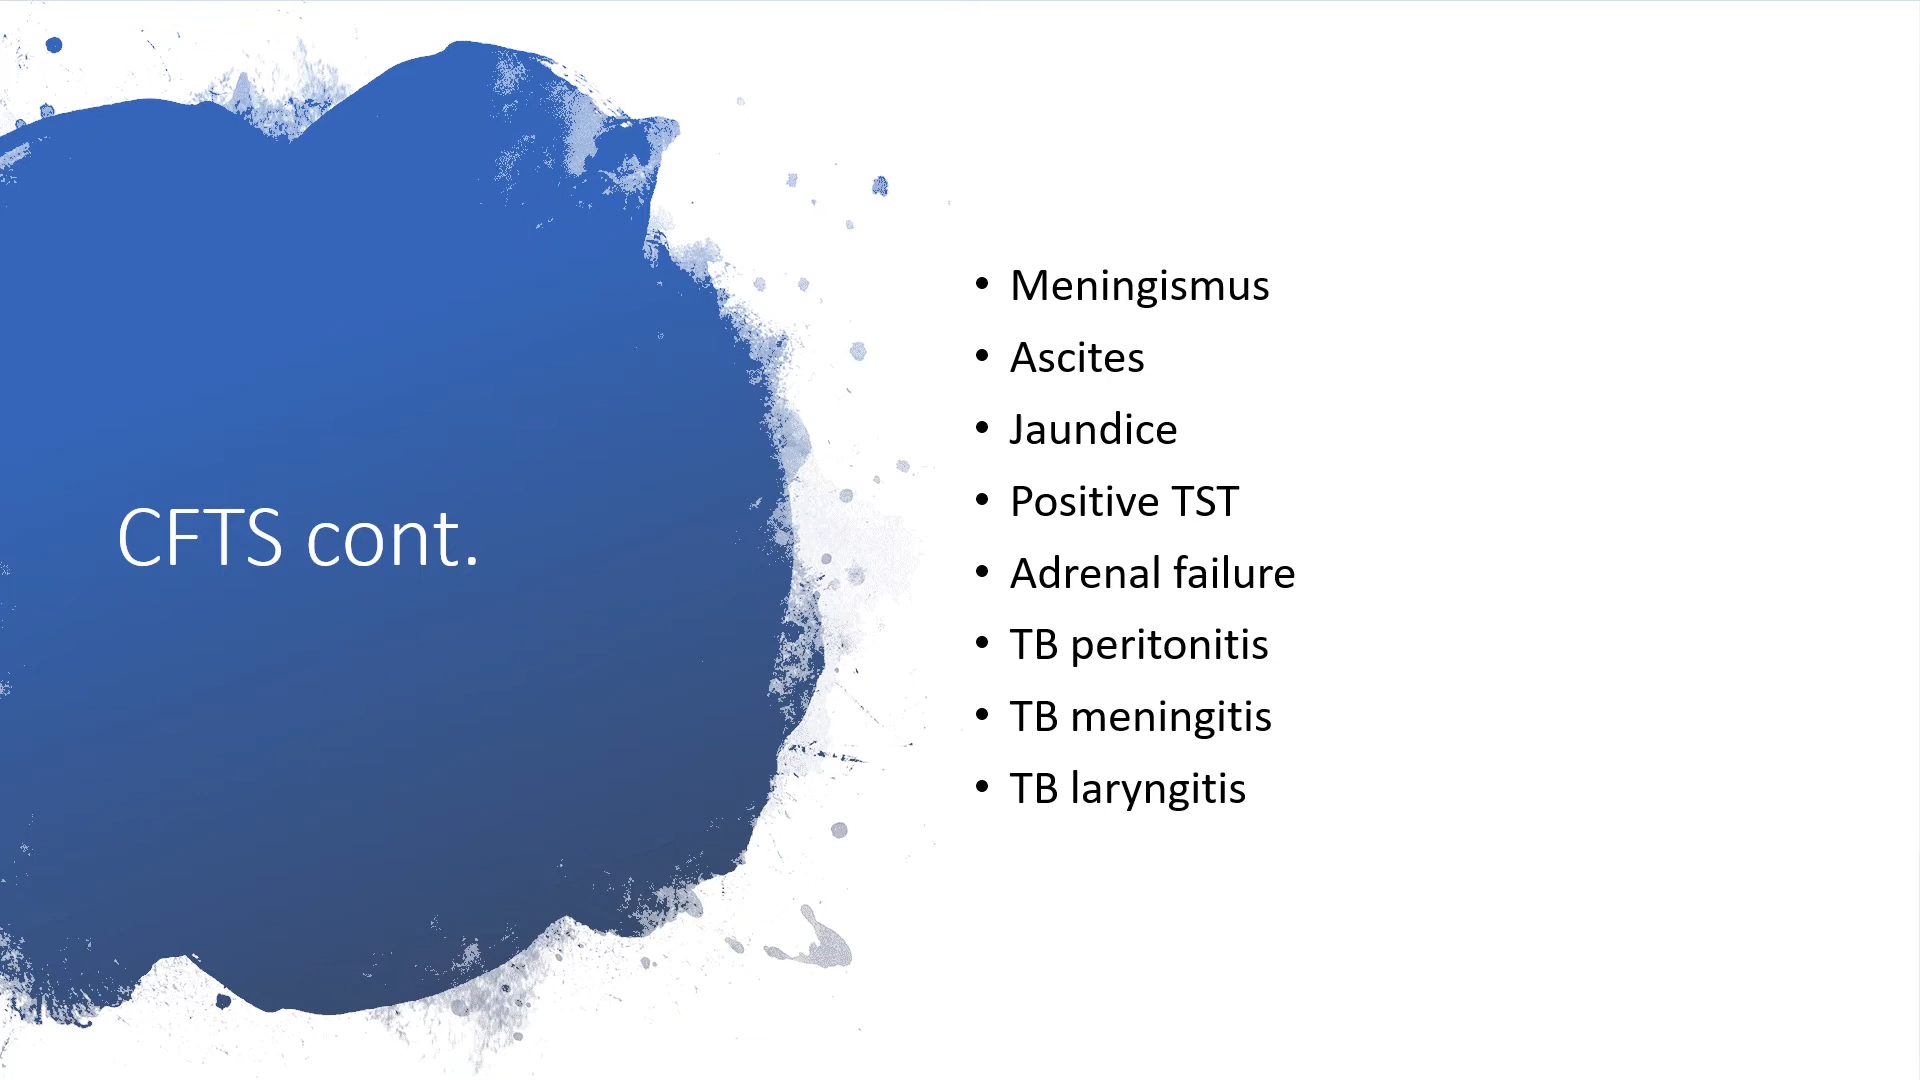 CFTS cont.
• Meningismus
• Ascites
• Jaundice
• Positive TST
• Adrenal failure
• TB peritonitis
• TB meningitis
• TB laryngitis